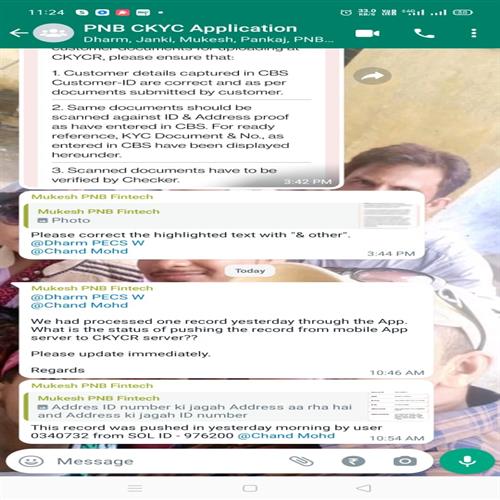 11:24
PNB CKYC Application
Dharm, Janki, Mukesh, Pankaj, PNB...
CKYCR, please ensure that:
1. Customer details captured in CBS
Customer-ID are correct and as per
documents submitted by customer.
2. Same documents should be
scanned against ID & Address proof
as have entered in CBS. For ready
reference, KYC Document & No., as
entered in CBS have been displayed
hereunder.
3. Scanned documents have to be
verified by Checker.
3:42 PM
Mukesh PNB Fintech
Mukesh PNB Fintech
Photo
Please correct the highlighted text with "& other".
@Dharm PECS W
@Chand Mohd
3:44 PM
Today
Mukesh PNB Fintech
@Dharm PECS W
@Chand Mohd
We had processed one record yesterday through the App.
What is the status of pushing the record from mobile App
server to CKYCR server??
Please update immediately.
Regards
10:46 AM
Mukesh PNB Fintech
Mukesh PNB Fintech
Addres ID number ki jagah Address aa rha hai
and Address ki jagah ID number
This record was pushed in yesterday morning by user
0340732 from SOL ID - 976200 @Chand Mohd
10:54 AM
Message